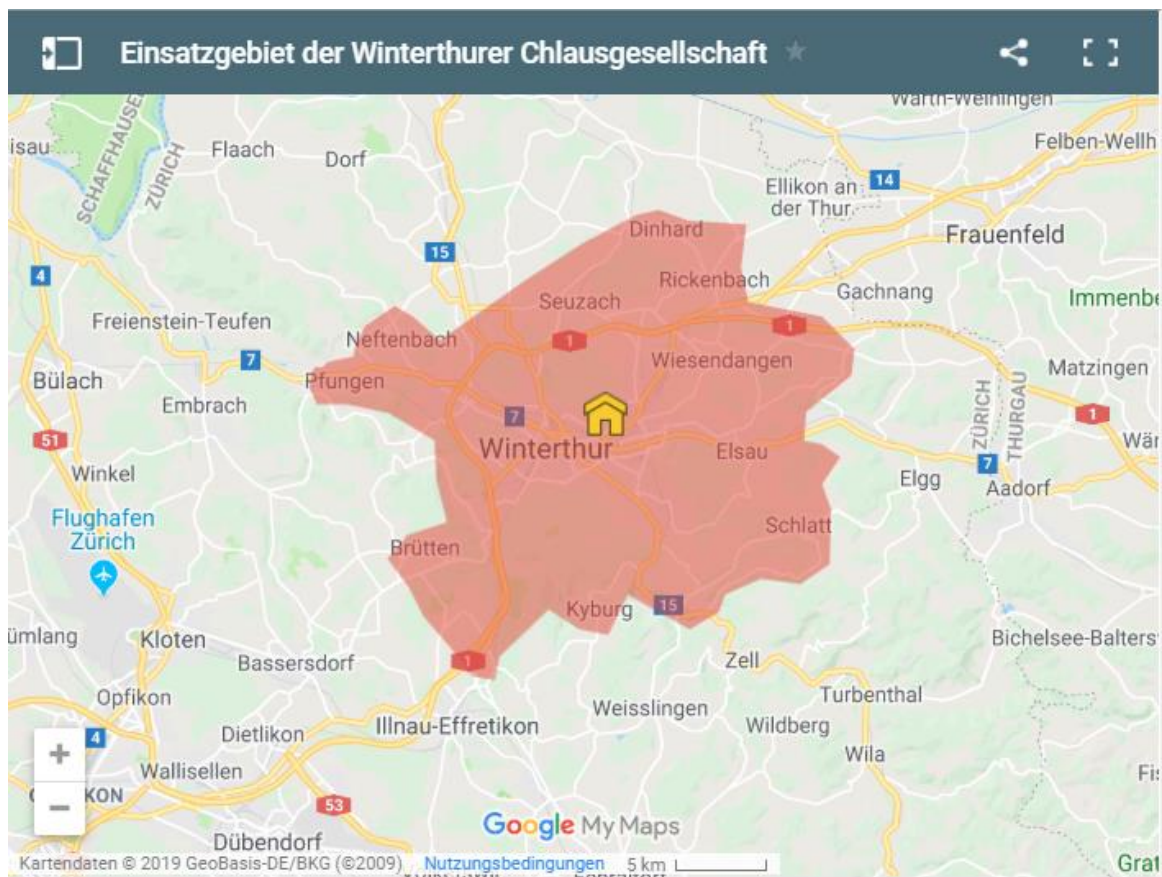 Einsatzgebiet der Winterthurer Chlausgesellschaft
Warth-Weiningen
isau
Flaach
Dorf
Felben-Wellh
SCHAFFHAUSEN
ZÜRICH
Ellikon an
der Thur
14
Dinhard
Frauenfeld
15
4
Rickenbach
Gachnang
Seuzach
Immenbe
Freienstein-Teufen
Neftenbach
1
1
7
Wiesendangen
Matzingen
Bülach
Pfungen
Embrach
ZÜRICH
THURGAU
7
1
51
Winterthur
Elsau
Wär
Winkel
7
Elgg
Aadorf
Flughafen
Zürich
Schlatt
Brütten
Kyburg
15
ümlang
Kloten
Bassersdorf
1
Zell
Bichelsee-Balters
Opfikon
Weisslingen
Turbenthal
Illnau-Effretikon
Wildberg
4
Dietlikon
Wila
+
Wallisellen
Fis
KON
−
53
Google My Maps
Dübendorf
Kartendaten © 2019 GeoBasis-DE/BKG (©2009)
Nutzungsbedingungen
5 km
Grat